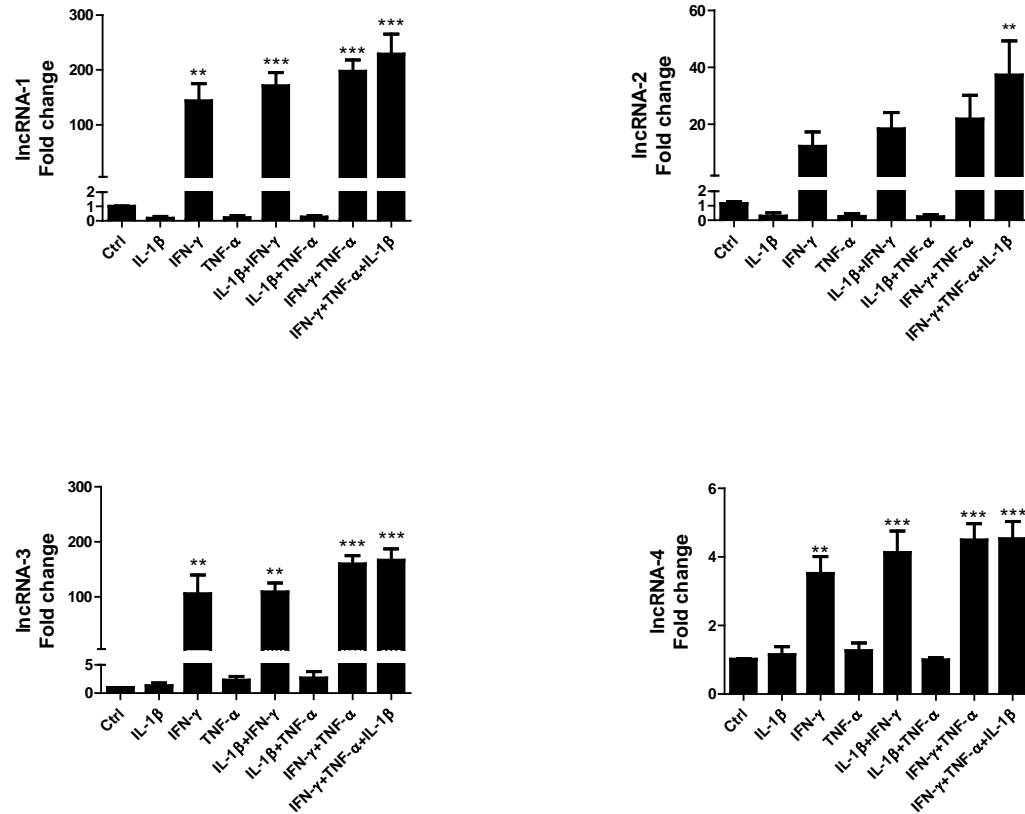 lncRNA-1
Fold change
300
200
100
2
1
0
**
***
***
***
Ctrl
IL-1β
IFN-γ
TNF-α
IL-1β+IFN-γ
IL-1β+TNF-α
IFN-γ+TNF-α
IFN-γ+TNF-α+IL-1β
lncRNA-2
Fold change
60
40
20
2
1
0
**
Ctrl
IL-1β
IFN-γ
TNF-α
IL-1β+IFN-γ
IL-1β+TNF-α
IFN-γ+TNF-α
IFN-γ+TNF-α+IL-1β
lncRNA-3
Fold change
300
200
100
5
0
**
**
***
***
Ctrl
IL-1β
IFN-γ
TNF-α
IL-1β+IFN-γ
IL-1β+TNF-α
IFN-γ+TNF-α
IFN-γ+TNF-α+IL-1β
lncRNA-4
Fold change
6
4
2
0
**
***
***
***
Ctrl
IL-1β
IFN-γ
TNF-α
IL-1β+IFN-γ
IL-1β+TNF-α
IFN-γ+TNF-α
IFN-γ+TNF-α+IL-1β